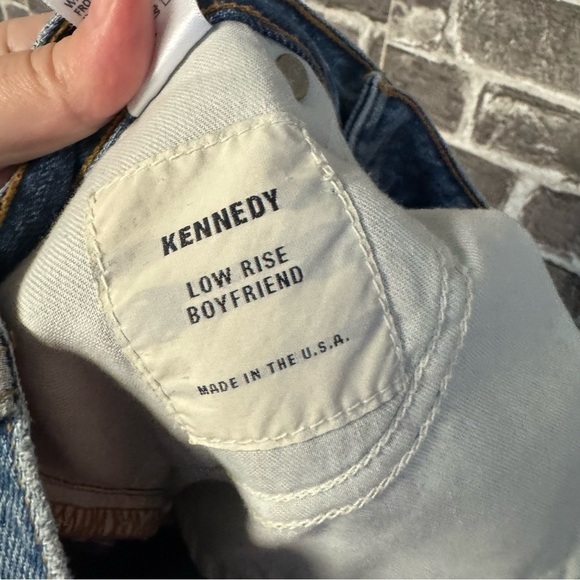 KENNEDY
LOW RISE
BOYFRIEND
MADE IN THE U.S.A.